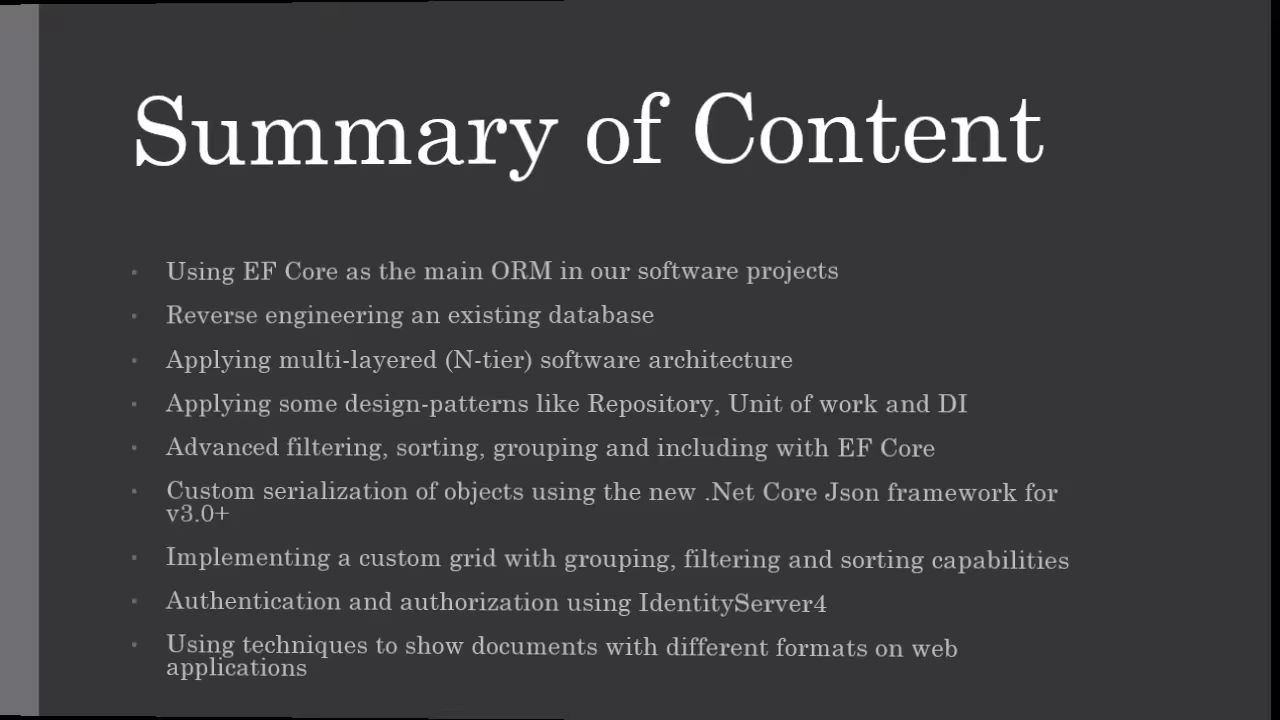 Summary of Content
Using EF Core as the main ORM in our software projects
Reverse engineering an existing database
Applying multi-layered (N-tier) software architecture
Applying some design-patterns like Repository, Unit of work and DI
Advanced filtering, sorting, grouping and including with EF Core
Custom serialization of objects using the new .Net Core Json framework for
v3.0+
Implementing a custom grid with grouping, filtering and sorting capabilities
Authentication and authorization using IdentityServer4
Using techniques to show documents with different formats on web
applications